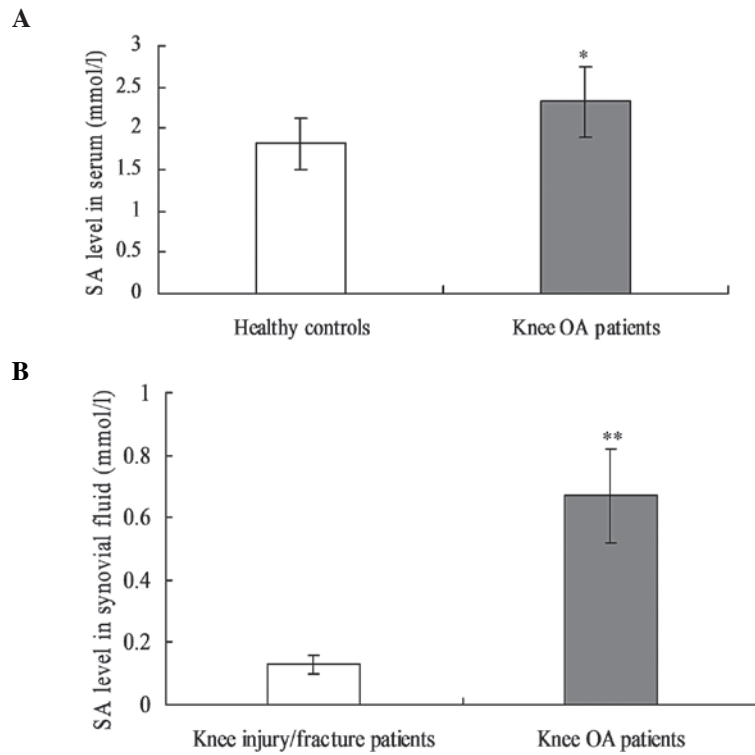 A
SA level in serum (mmol/l)
3
2.5
2
1.5
1
0.5
0
*
Healthy controls
Knee OA patients
B
SA level in synovial fluid (mmol/l)
1
0.8
0.6
0.4
0.2
0
**
Knee injury/fracture patients
Knee OA patients